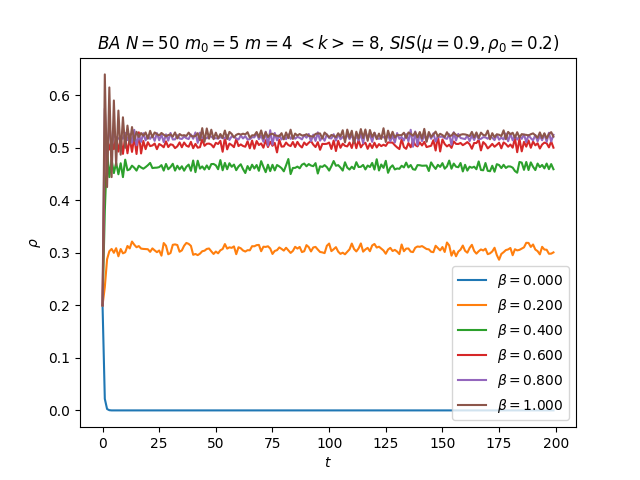 BA N = 50 m₀ = 5 m = 4 < k >= 8, SIS(μ = 0.9, ρ₀ = 0.2)
0.6
0.5
0.4
0.3
0.2
0.1
0.0
ρ
β = 0.000
β = 0.200
β = 0.400
β = 0.600
β = 0.800
β = 1.000
0 25 50 75 100 125 150 175 200
t